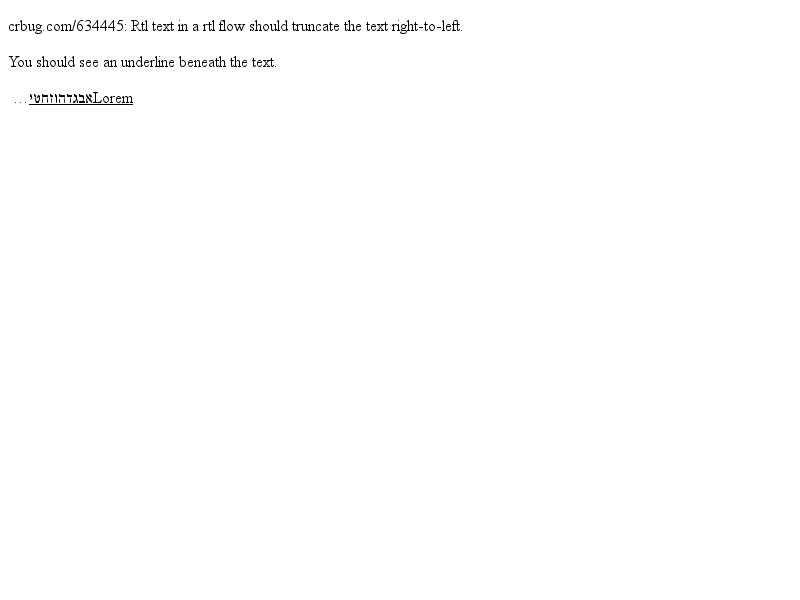 crbug.com/634445: Rtl text in a rtl flow should truncate the text right-to-left.
You should see an underline beneath the text.
Loremאבגדהוזחטי…